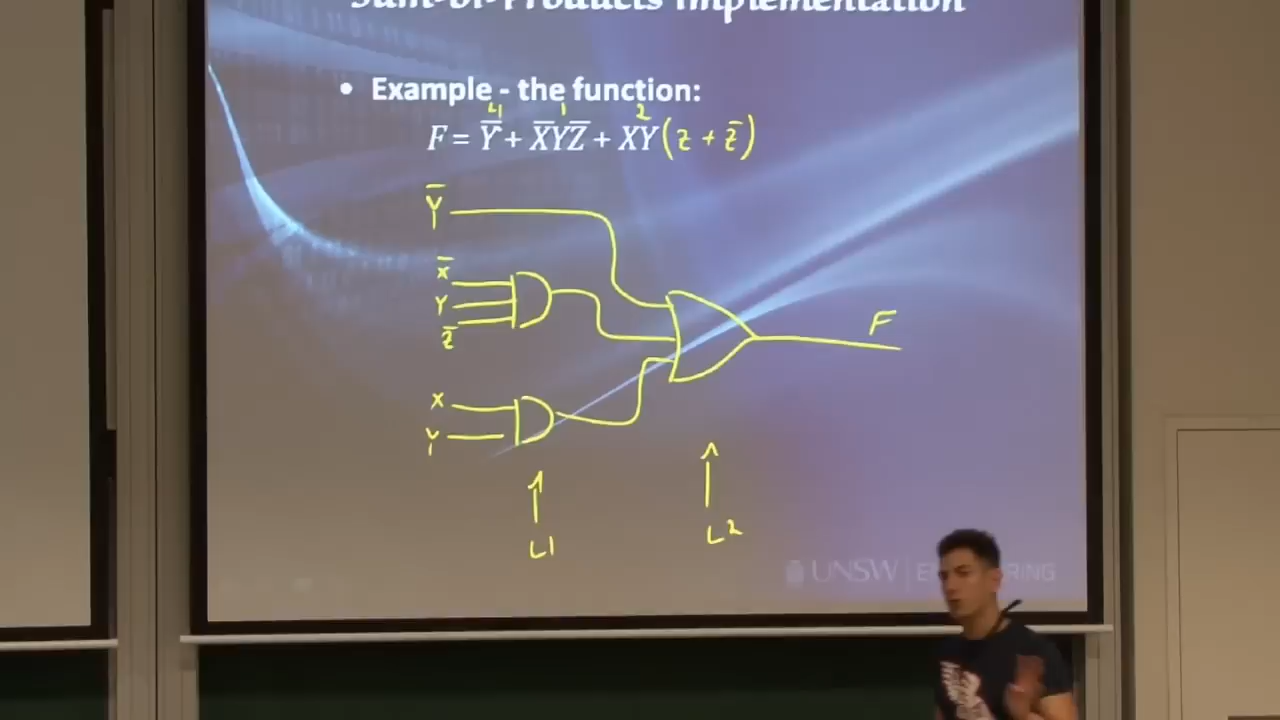 Sum-of-Products Implementation
• Example - the function:
4 1 2
F = Y̅ + X̅YZ̅ + XY(z + z̅)
Y̅
x̅
Y
z̅
F
x
Y
L1
L2
UNSW